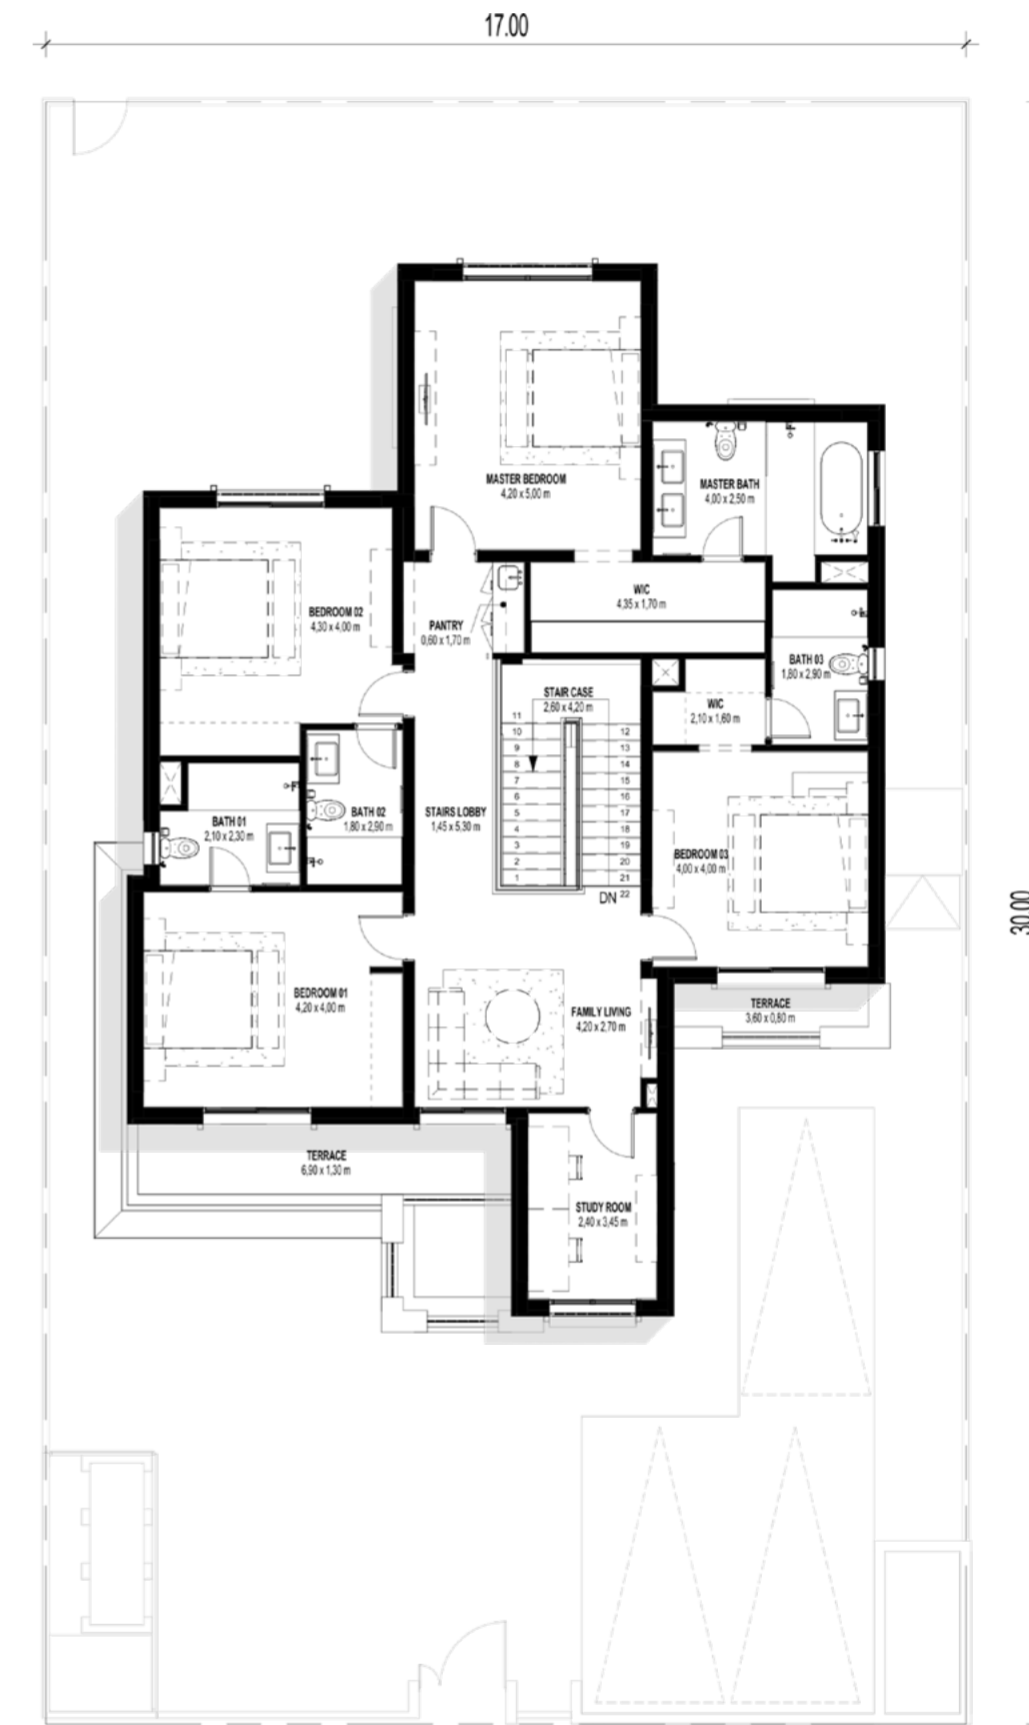 17.00
MASTER BEDROOM
4,20 x 5,00 m
MASTER BATH
4,00 x 2,50 m
BEDROOM 02
4,30 x 4,00 m
PANTRY
0,60 x 1,70 m
WIC
4,35 x 1,70 m
BATH 03
1,80 x 2,90 m
STAIR CASE
2,60 x 4,20 m
WIC
2,10 x 1,60 m
11
10
9
8
7
6
5
4
3
2
1
12
13
14
15
16
17
18
19
20
21
22
DN
BATH 01
2,10 x 2,30 m
BATH 02
1,80 x 2,90 m
STAIRS LOBBY
1,45 x 5,30 m
BEDROOM 03
4,00 x 4,00 m
30.00
BEDROOM 01
4,20 x 4,00 m
FAMILY LIVING
4,20 x 2,70 m
TERRACE
3,60 x 0,80 m
TERRACE
6,90 x 1,30 m
STUDY ROOM
2,40 x 3,45 m